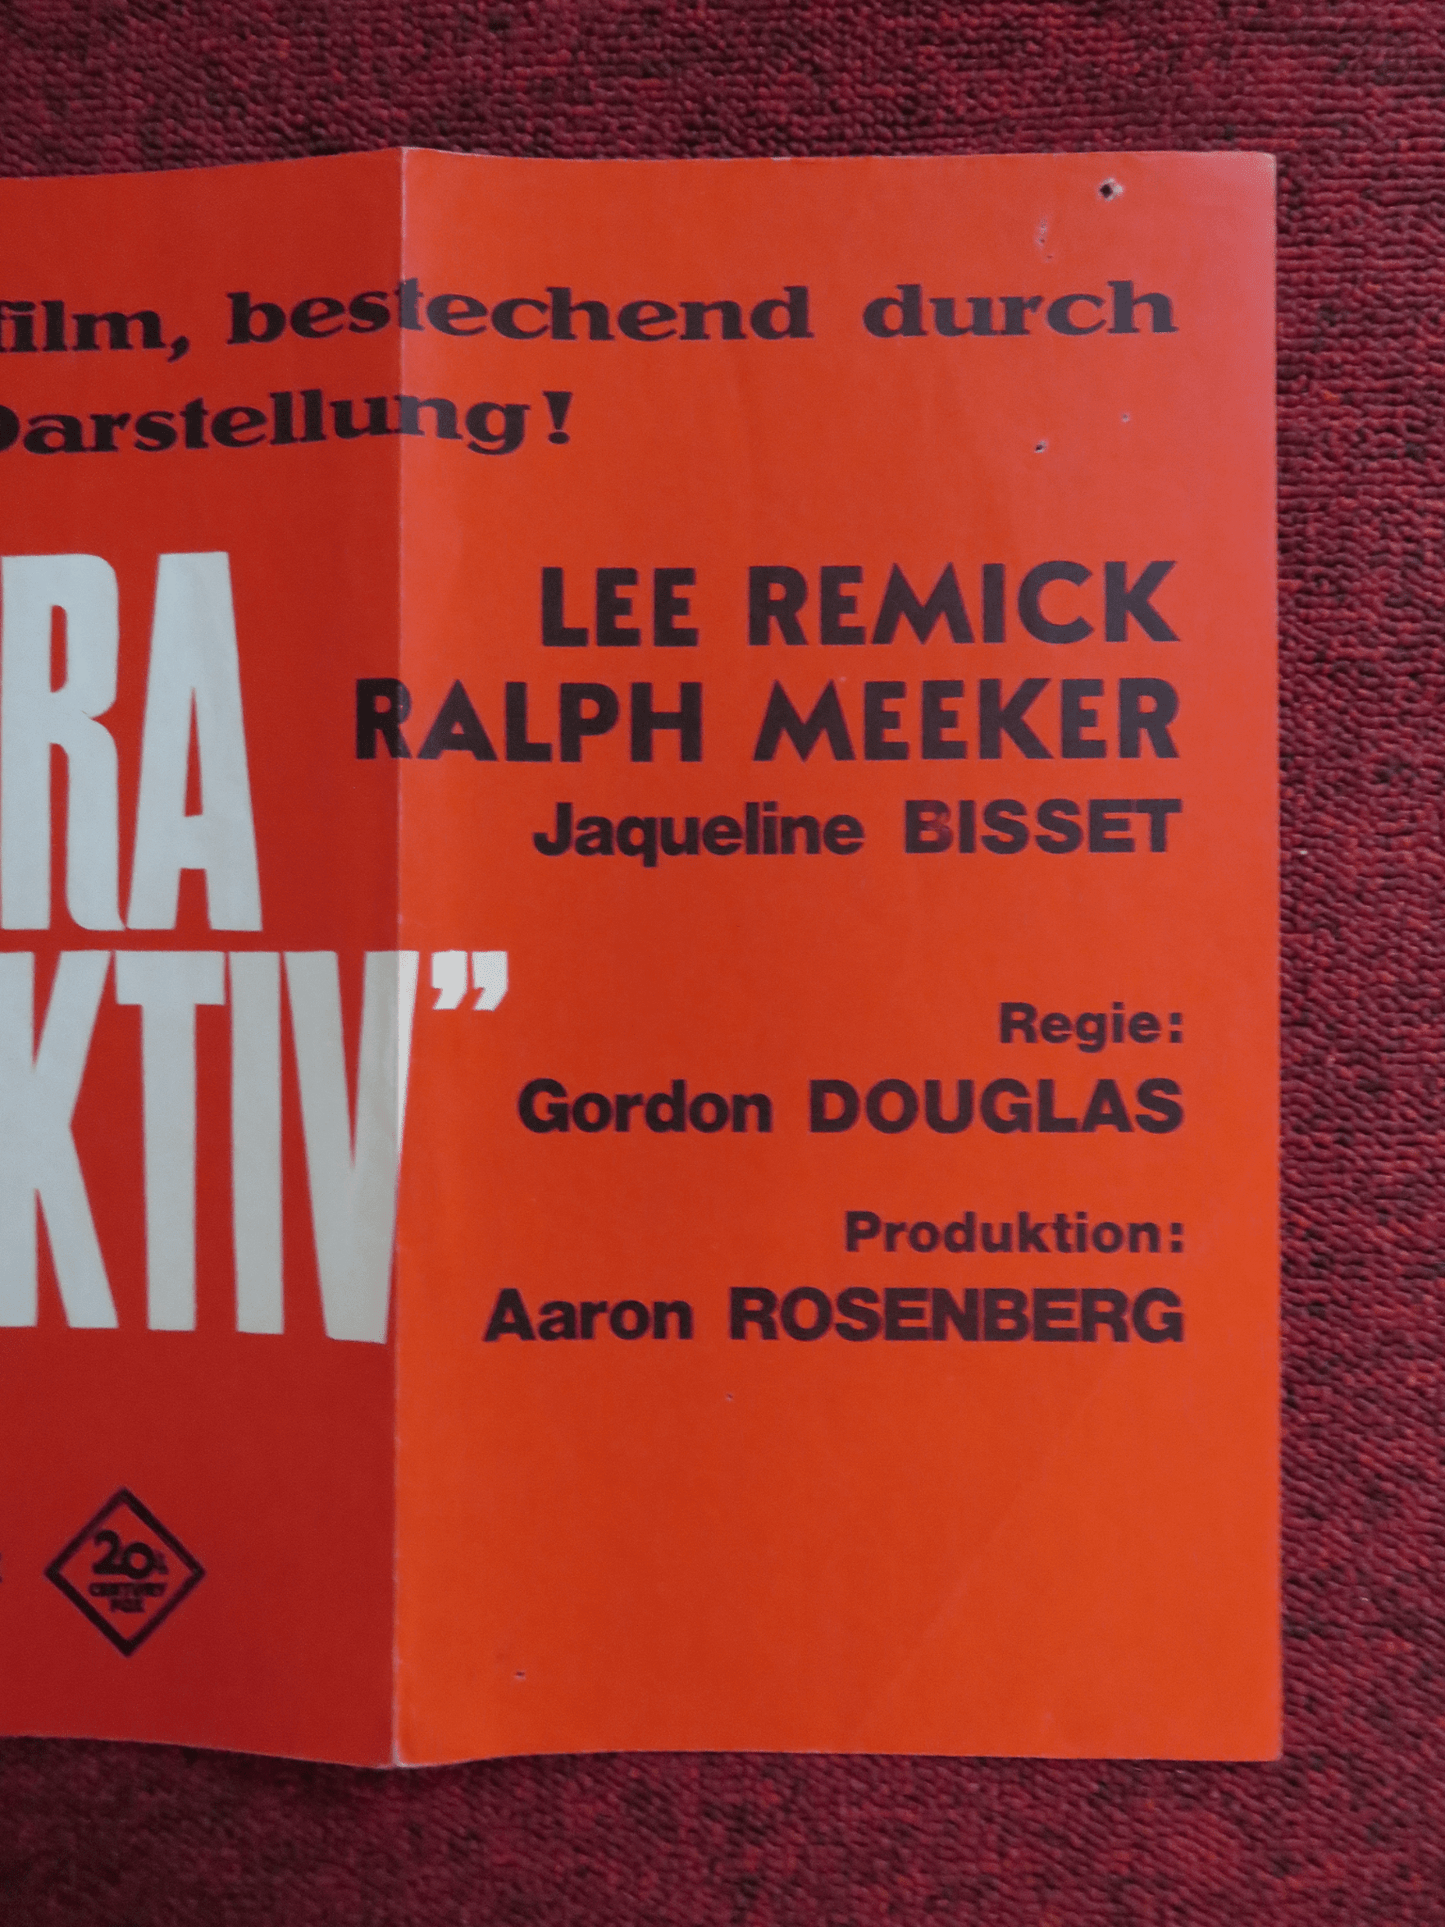 film, bestechend durch
Darstellung!
RA
KTIV”
LEE REMICK
RALPH MEEKER
Jaqueline BISSET
Regie:
Gordon DOUGLAS
Produktion:
Aaron ROSENBERG
20th
CENTURY
FOX